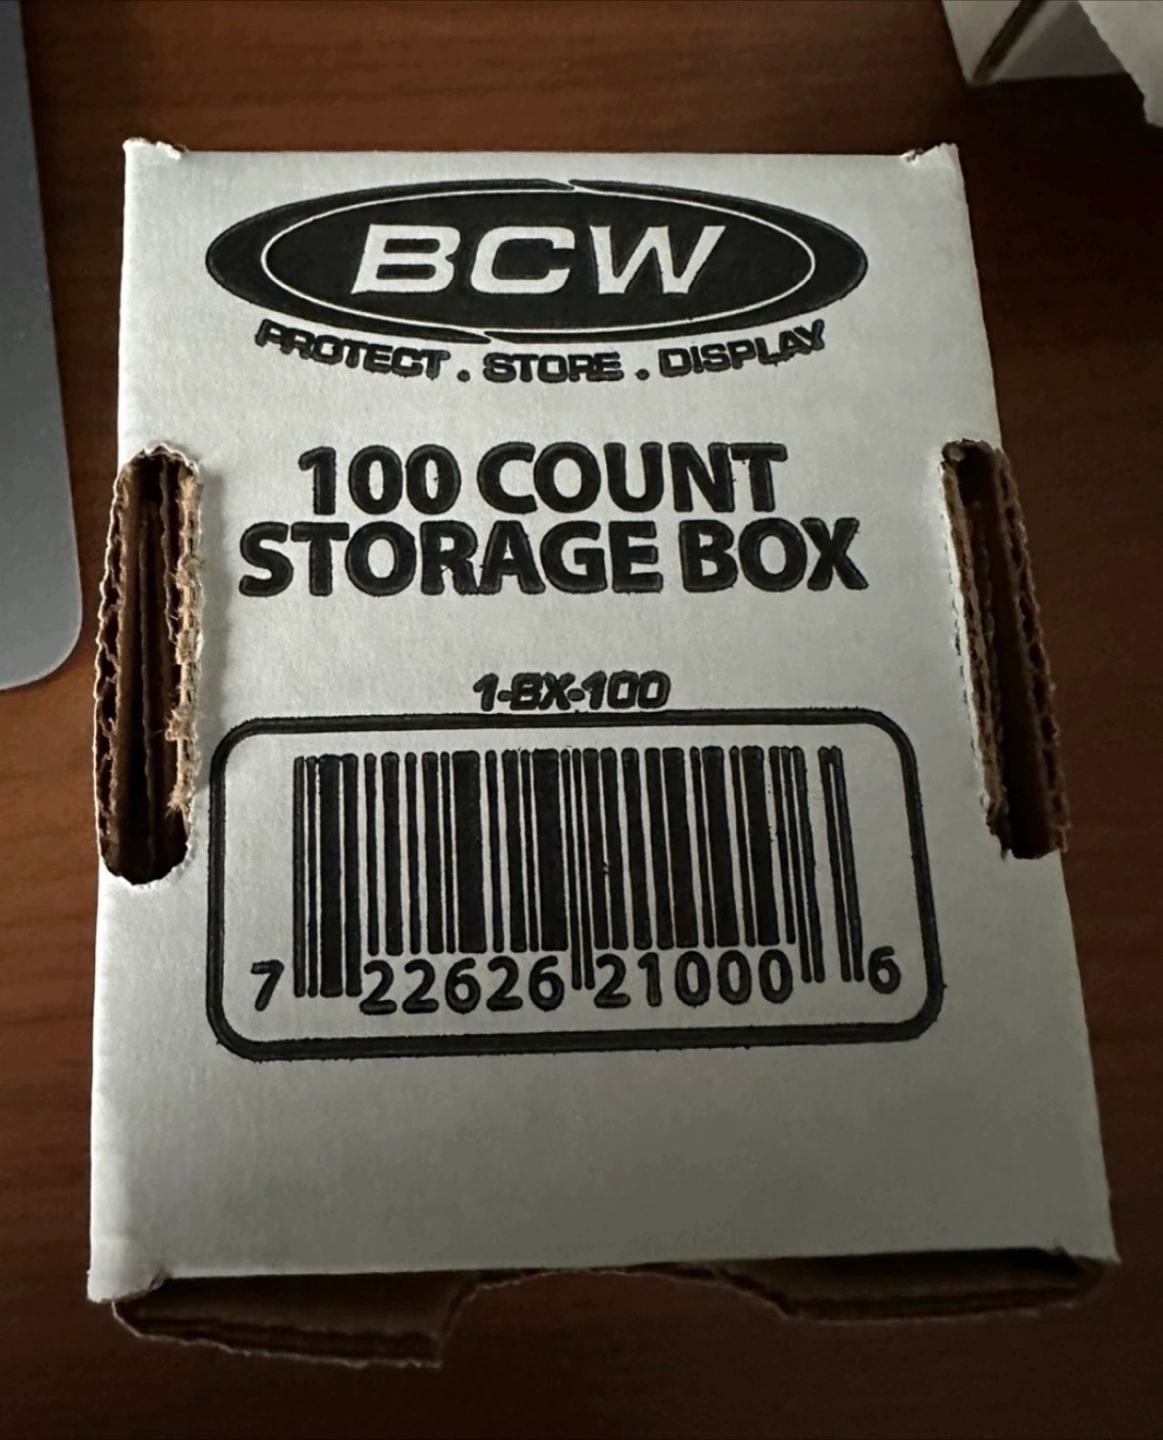 BCW
PROTECT . STORE . DISPLAY
100 COUNT
STORAGE BOX
1-BX-100
7 22626 21000 6